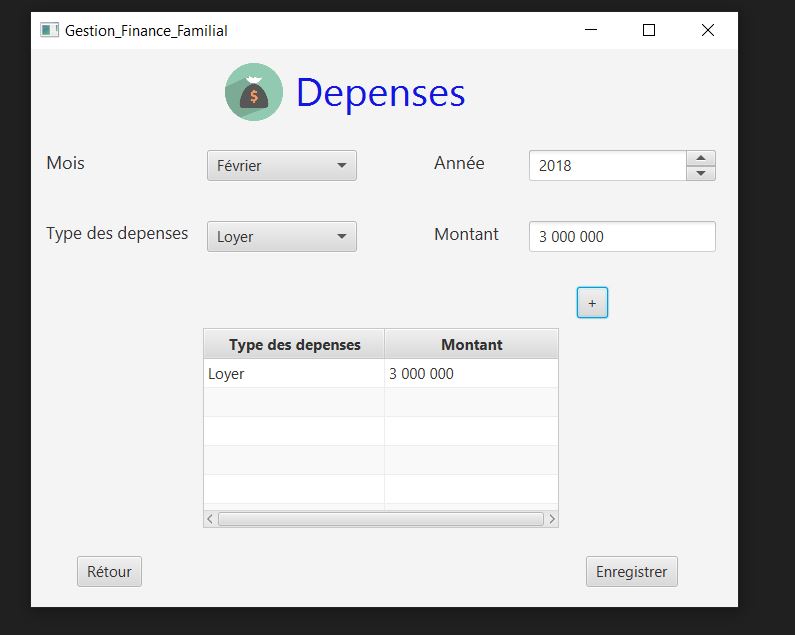 Gestion_Finance_Familial
$ Depenses
Mois Février Année 2018
Type des depenses Loyer Montant 3 000 000
+
Type des depenses Montant
Loyer 3 000 000
Rétour Enregistrer